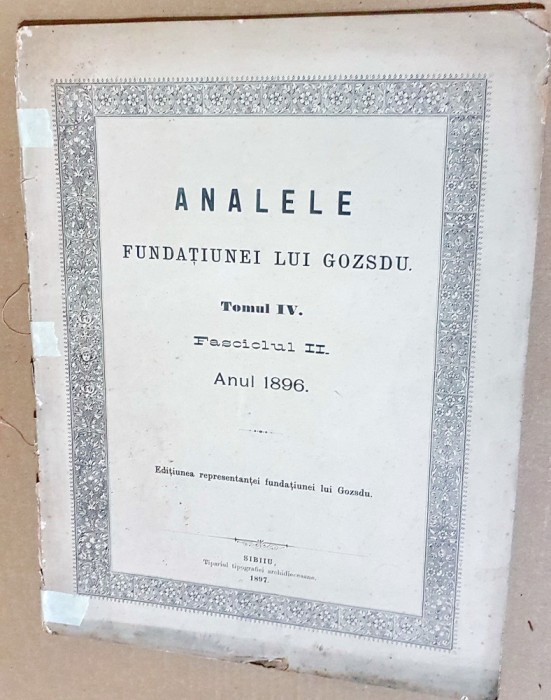 ANALELE
FUNDAȚIUNEI LUI GOZSDU.
Tomul IV.
Fasciclul II.
Anul 1896.
Edițiunea representanței fundațiunei lui Gozsdu.
SIBIIU,
Tipariul tipografiei archidiecesane.
1897.